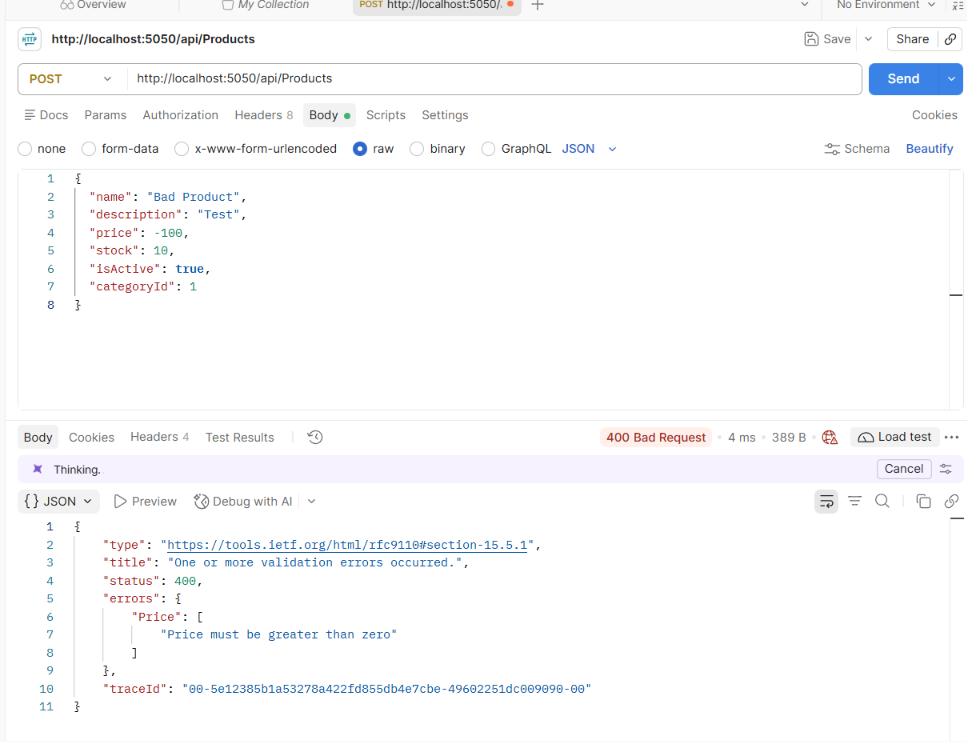 Overview
My Collection
POST http://localhost:5050/.
No Environment
HTTP
http://localhost:5050/api/Products
Save
Share
POST
http://localhost:5050/api/Products
Send
Docs Params Authorization Headers 8 Body Scripts Settings Cookies
none form-data x-www-form-urlencoded raw binary GraphQL JSON Schema Beautify
1 {
2 "name": "Bad Product",
3 "description": "Test",
4 "price": -100,
5 "stock": 10,
6 "isActive": true,
7 "categoryId": 1
8 }
Body Cookies Headers 4 Test Results 400 Bad Request • 4 ms • 389 B • Load test
Thinking. Cancel
{} JSON Preview Debug with AI
1 {
2 "type": "https://tools.ietf.org/html/rfc9110#section-15.5.1",
3 "title": "One or more validation errors occurred.",
4 "status": 400,
5 "errors": {
6 "Price": [
7 "Price must be greater than zero"
8 ]
9 },
10 "traceId": "00-5e12385b1a53278a422fd855db4e7cbe-49602251dc009090-00"
11 }